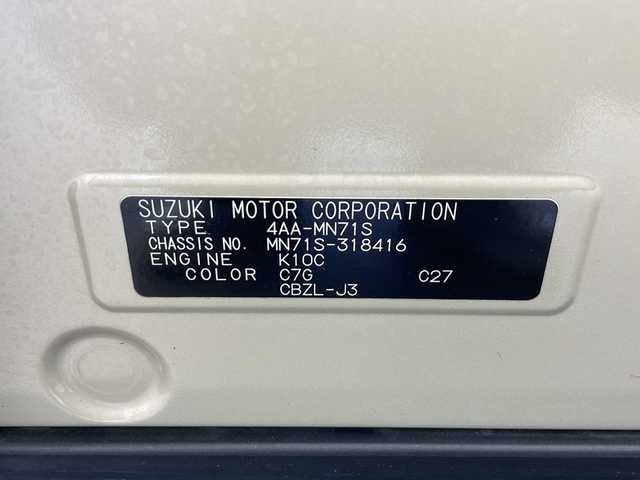 SUZUKI MOTOR CORPORATION
TYPE 4AA-MN71S
CHASSIS NO. MN71S-318416
ENGINE K10C
COLOR C7G C27
CBZL-J3